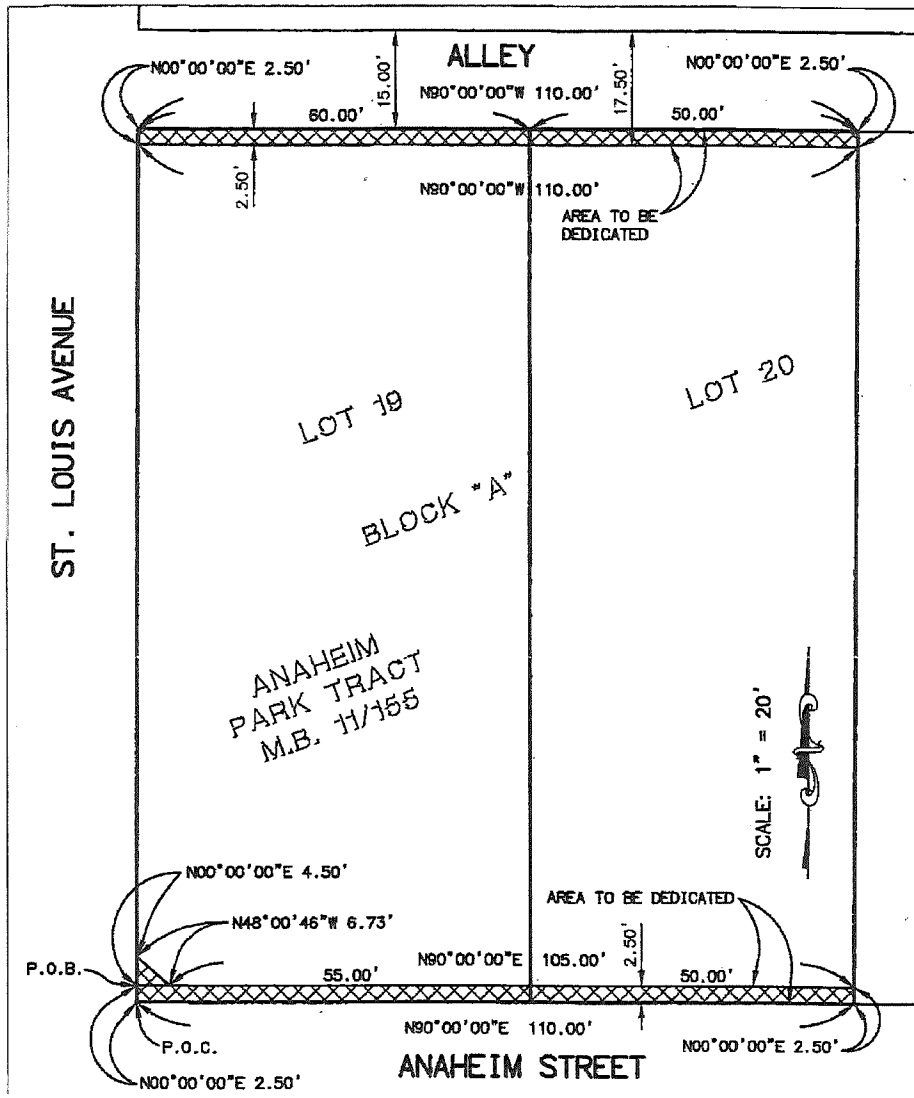 ALLEY
N00°00'00"E 2.50'
N00°00'00"E 2.50'
15.00'
N90°00'00"W 110.00'
17.50'
60.00'
50.00'
2.50'
N90°00'00"W 110.00'
AREA TO BE
DEDICATED
ST. LOUIS AVENUE
LOT 19
LOT 20
BLOCK "A"
ANAHEIM
PARK TRACT
M.B. 11/155
SCALE: 1" = 20'
N00°00'00"E 4.50'
AREA TO BE DEDICATED
N48°00'46"W 6.73'
P.O.B.
55.00'
N90°00'00"E 105.00'
2.50'
50.00'
P.O.C.
N90°00'00"E 110.00'
N00°00'00"E 2.50'
N00°00'00"E 2.50'
ANAHEIM STREET